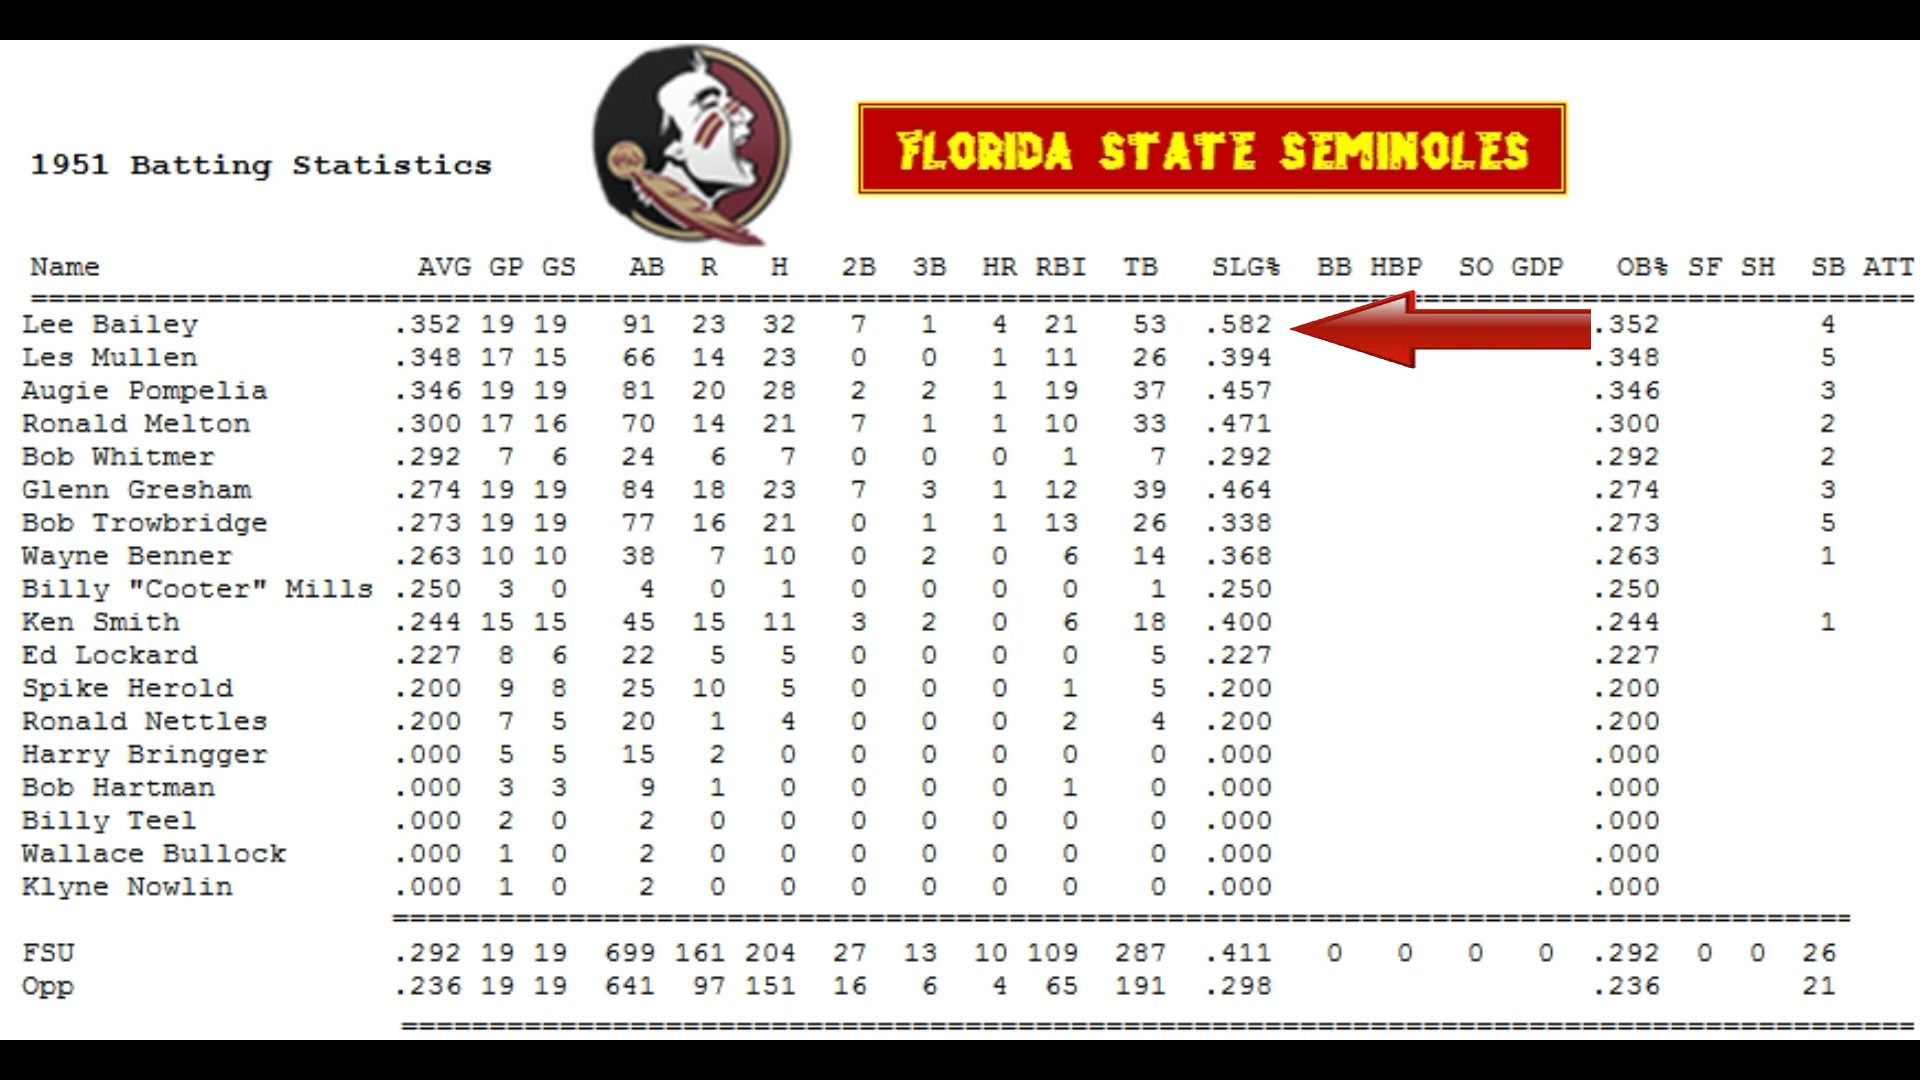 1951 Batting Statistics
FLORIDA STATE SEMINOLES
Name AVG GP GS AB R H 2B 3B HR RBI TB SLG% BB HBP SO GDP OB% SF SH SB ATT
Lee Bailey .352 19 19 91 23 32 7 1 4 21 53 .582 .352 4
Les Mullen .348 17 15 66 14 23 0 0 1 11 26 .394 .348 5
Augie Pompelia .346 19 19 81 20 28 2 2 1 19 37 .457 .346 3
Ronald Melton .300 17 16 70 14 21 7 1 1 10 33 .471 .300 2
Bob Whitmer .292 7 6 24 6 7 0 0 0 1 7 .292 .292 2
Glenn Gresham .274 19 19 84 18 23 7 3 1 12 39 .464 .274 3
Bob Trowbridge .273 19 19 77 16 21 0 1 1 13 26 .338 .273 5
Wayne Benner .263 10 10 38 7 10 0 2 0 6 14 .368 .263 1
Billy "Cooter" Mills .250 3 0 4 0 1 0 0 0 0 1 .250 .250
Ken Smith .244 15 15 45 15 11 3 2 0 6 18 .400 .244 1
Ed Lockard .227 8 6 22 5 5 0 0 0 0 5 .227 .227
Spike Herold .200 9 8 25 10 5 0 0 0 1 5 .200 .200
Ronald Nettles .200 7 5 20 1 4 0 0 0 2 4 .200 .200
Harry Bringger .000 5 5 15 2 0 0 0 0 0 0 .000 .000
Bob Hartman .000 3 3 9 1 0 0 0 0 1 0 .000 .000
Billy Teel .000 2 0 2 0 0 0 0 0 0 0 .000 .000
Wallace Bullock .000 1 0 2 0 0 0 0 0 0 0 .000 .000
Klyne Nowlin .000 1 0 2 0 0 0 0 0 0 0 .000 .000
FSU .292 19 19 699 161 204 27 13 10 109 287 .411 0 0 0 0 .292 0 0 26
Opp .236 19 19 641 97 151 16 6 4 65 191 .298 .236 21